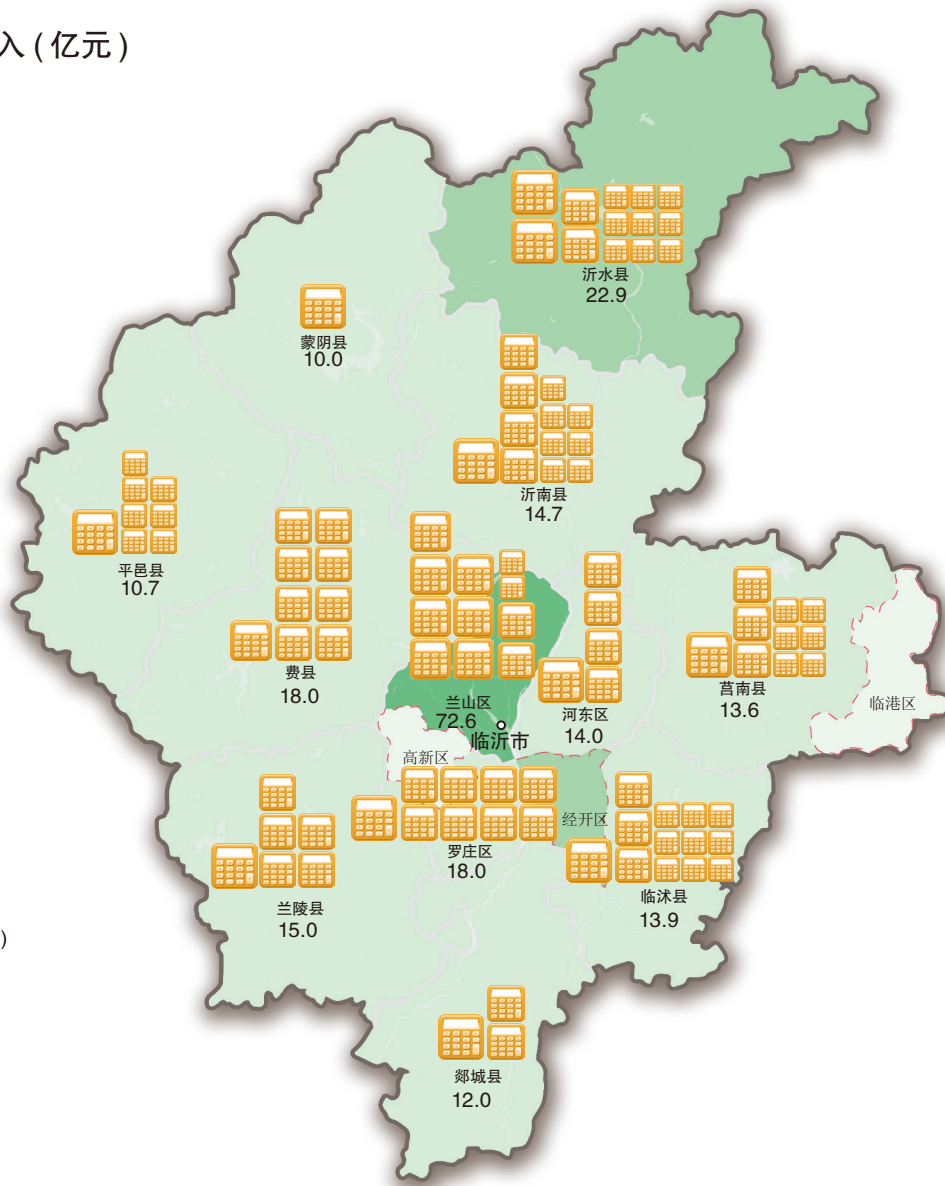 入(亿元)
沂水县
22.9
蒙阴县
10.0
沂南县
14.7
平邑县
10.7
费县
18.0
兰山区
72.6
临沂市
河东区
14.0
莒南县
13.6
临港区
高新区
经开区
罗庄区
18.0
临沭县
13.9
兰陵县
15.0
)
郯城县
12.0